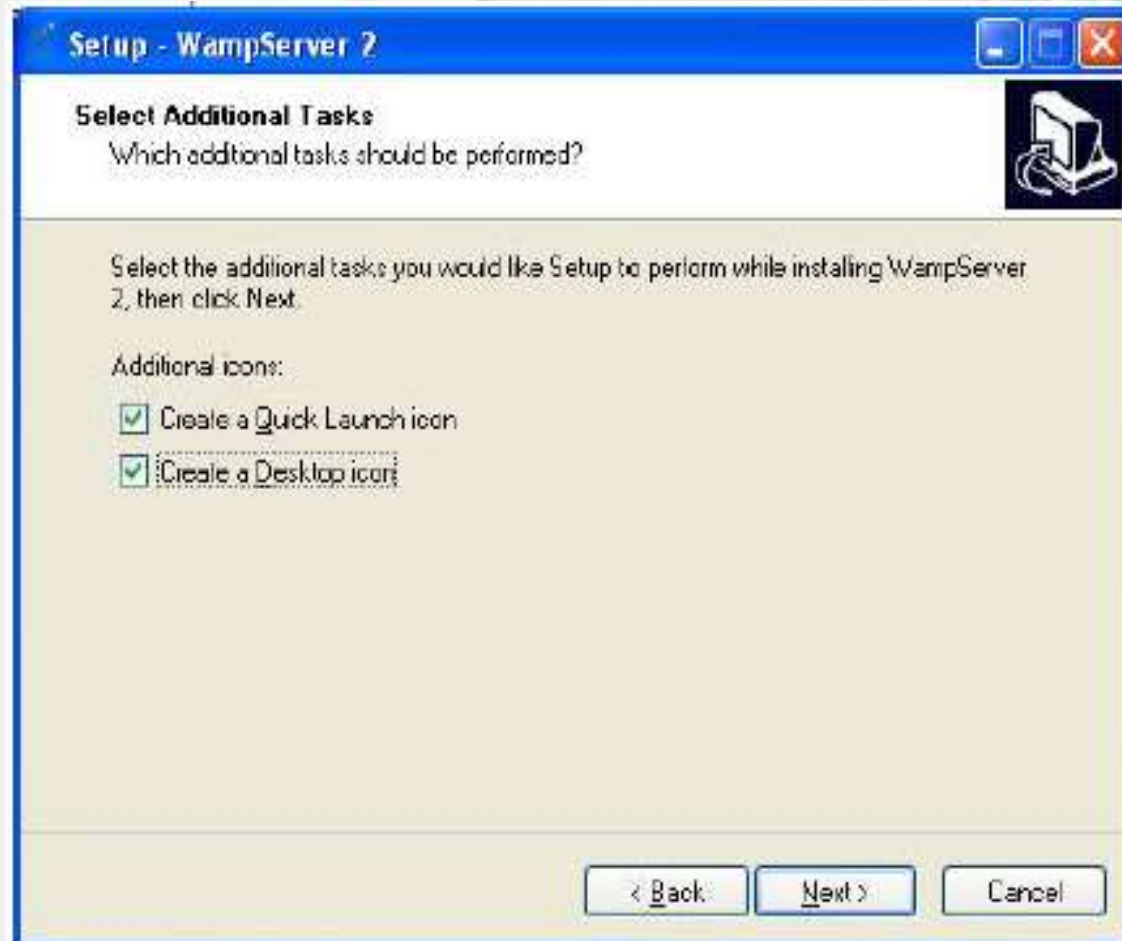 Setup - WampServer 2
Select Additional Tasks
Which additional tasks should be performed?
Select the additional tasks you would like Setup to perform while installing WampServer
2, then click Next.
Additional icons:
Create a Quick Launch icon
Create a Desktop icon
< Back
Next >
Cancel